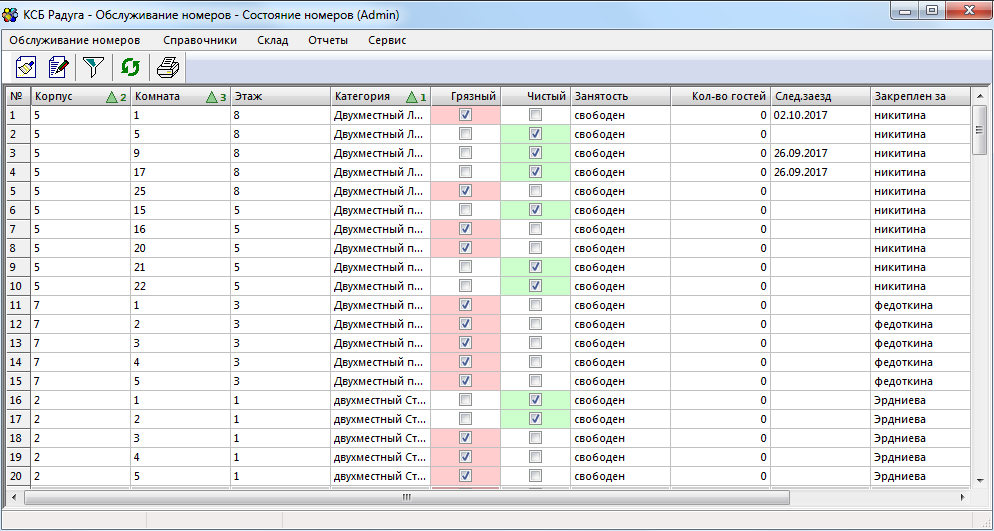 КСБ Радуга - Обслуживание номеров - Состояние номеров (Admin)
Обслуживание номеров Справочники Склад Отчеты Сервис
№ Корпус 2 Комната 3 Этаж Категория 1 Грязный Чистый Занятость Кол-во гостей След.заезд Закреплен за
1 5 1 8 Двухместный Л... свободен 0 02.10.2017 никитина
2 5 5 8 Двухместный Л... свободен 0 никитина
3 5 9 8 Двухместный Л... свободен 0 26.09.2017 никитина
4 5 17 8 Двухместный Л... свободен 0 26.09.2017 никитина
5 5 25 8 Двухместный Л... свободен 0 никитина
6 5 15 5 Двухместный п... свободен 0 никитина
7 5 16 5 Двухместный п... свободен 0 никитина
8 5 20 5 Двухместный п... свободен 0 никитина
9 5 21 5 Двухместный п... свободен 0 никитина
10 5 22 5 Двухместный п... свободен 0 никитина
11 7 1 3 Двухместный п... свободен 0 федоткина
12 7 2 3 Двухместный п... свободен 0 федоткина
13 7 3 3 Двухместный п... свободен 0 федоткина
14 7 4 3 Двухместный п... свободен 0 федоткина
15 7 5 3 Двухместный п... свободен 0 федоткина
16 2 1 1 двухместный Ст... свободен 0 Эрдниева
17 2 2 1 двухместный Ст... свободен 0 Эрдниева
18 2 3 1 двухместный Ст... свободен 0 Эрдниева
19 2 4 1 двухместный Ст... свободен 0 Эрдниева
20 2 5 1 двухместный Ст... свободен 0 Эрдниева